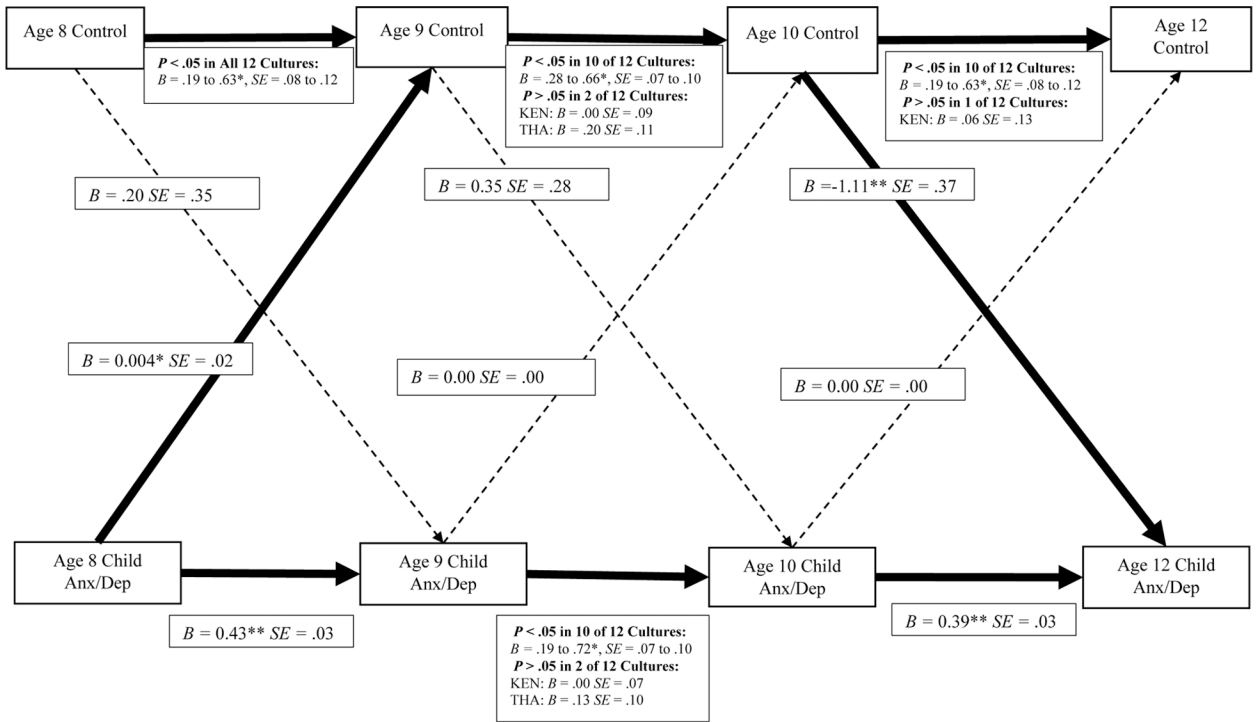 Age 8 Control
Age 9 Control
Age 10 Control
Age 12
Control
P < .05 in All 12 Cultures:
B = .19 to .63*, SE = .08 to .12
P < .05 in 10 of 12 Cultures:
B = .28 to .66*, SE = .07 to .10
P > .05 in 2 of 12 Cultures:
KEN: B = .00 SE = .09
THA: B = .20 SE = .11
P < .05 in 10 of 12 Cultures:
B = .19 to .63*, SE = .08 to .12
P > .05 in 1 of 12 Cultures:
KEN: B = .06 SE = .13
B = .20 SE = .35
B = 0.35 SE = .28
B =-1.11** SE = .37
B = 0.004* SE = .02
B = 0.00 SE = .00
B = 0.00 SE = .00
Age 8 Child
Anx/Dep
Age 9 Child
Anx/Dep
Age 10 Child
Anx/Dep
Age 12 Child
Anx/Dep
B = 0.43** SE = .03
P < .05 in 10 of 12 Cultures:
B = .19 to .72*, SE = .07 to .10
P > .05 in 2 of 12 Cultures:
KEN: B = .00 SE = .07
THA: B = .13 SE = .10
B = 0.39** SE = .03